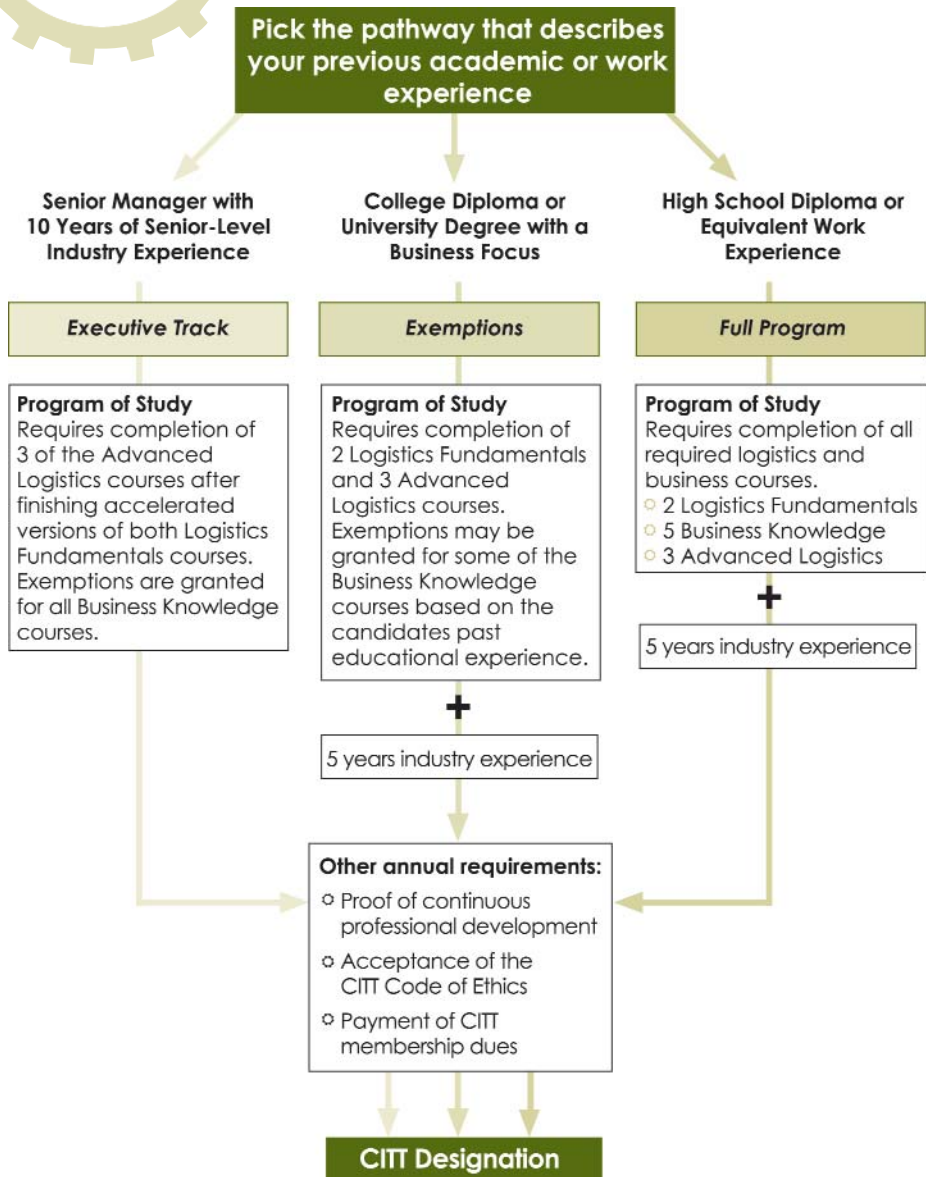 Pick the pathway that describes
your previous academic or work
experience
Senior Manager with
10 Years of Senior-Level
Industry Experience
College Diploma or
University Degree with a
Business Focus
High School Diploma or
Equivalent Work
Experience
Executive Track
Exemptions
Full Program
Program of Study
Requires completion of
3 of the Advanced
Logistics courses after
finishing accelerated
versions of both Logistics
Fundamentals courses.
Exemptions are granted
for all Business Knowledge
courses.
Program of Study
Requires completion of
2 Logistics Fundamentals
and 3 Advanced
Logistics courses.
Exemptions may be
granted for some of the
Business Knowledge
courses based on the
candidates past
educational experience.
+
5 years industry experience
Program of Study
Requires completion of all
required logistics and
business courses.
2 Logistics Fundamentals
5 Business Knowledge
3 Advanced Logistics
+
5 years industry experience
Other annual requirements:
Proof of continuous
professional development
Acceptance of the
CITT Code of Ethics
Payment of CITT
membership dues
CITT Designation